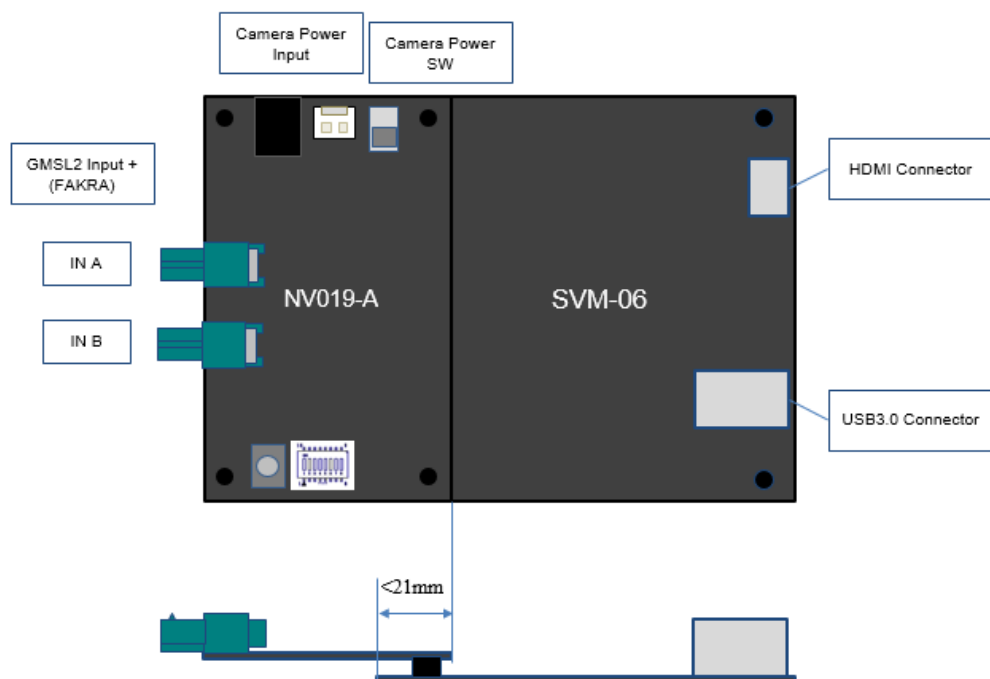 Camera Power
Input
Camera Power
SW
GMSL2 Input +
(FAKRA)
HDMI Connector
IN A
NV019-A
SVM-06
IN B
USB3.0 Connector
<21mm